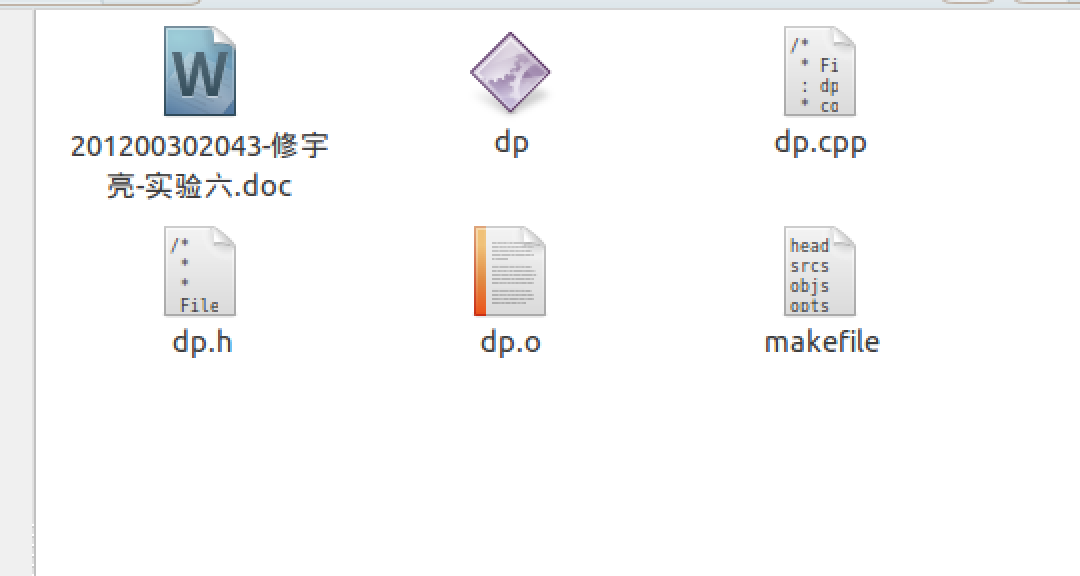 W
/*
* Fi
: dp
* co
201200302043-修宇
亮-实验六.doc
dp
dp.cpp
/*
*
*
File
head
srcs
objs
opts
dp.h
dp.o
makefile